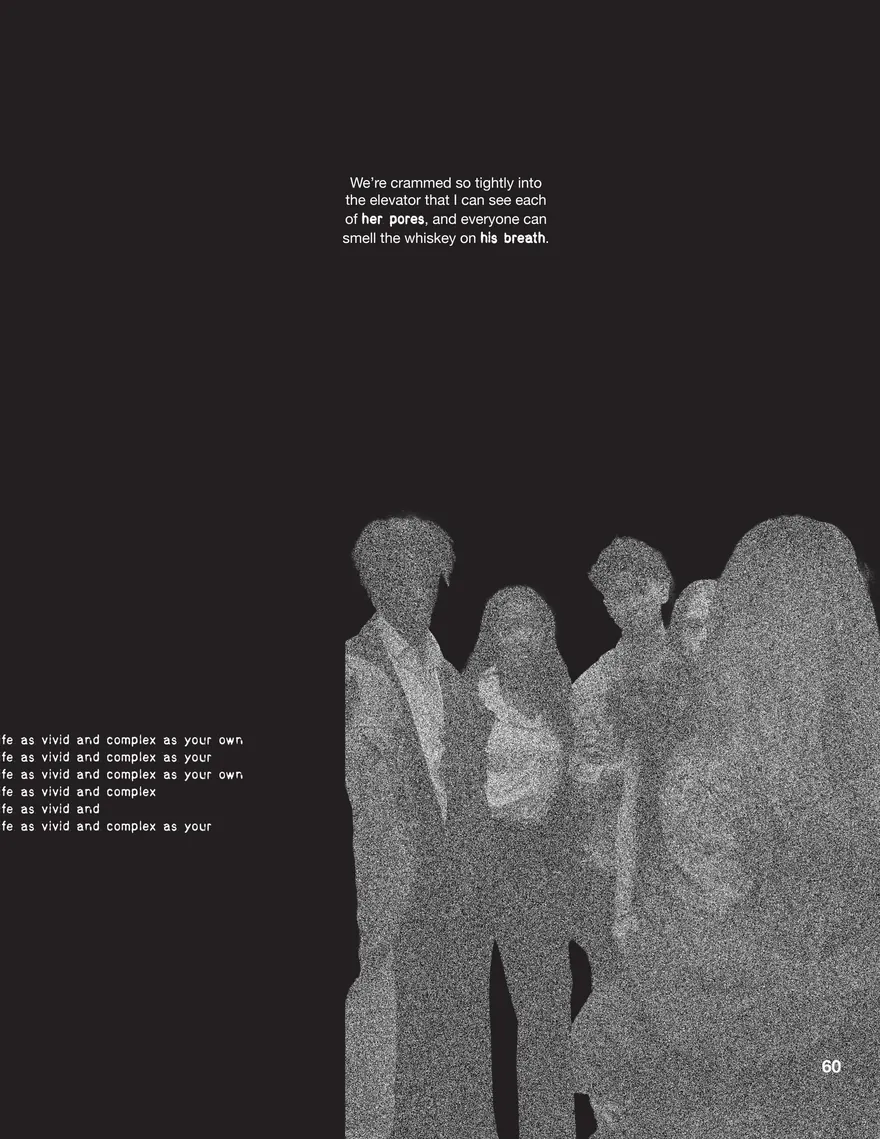 We're crammed so tightly into
the elevator that I can see each
of her pores, and everyone can
smell the whiskey on his breath.
fe as vivid and complex as your own
fe as vivid and complex as your
fe as vivid and complex as your own
fe as vivid and complex
fe as vivid and
fe as vivid and complex as your
60